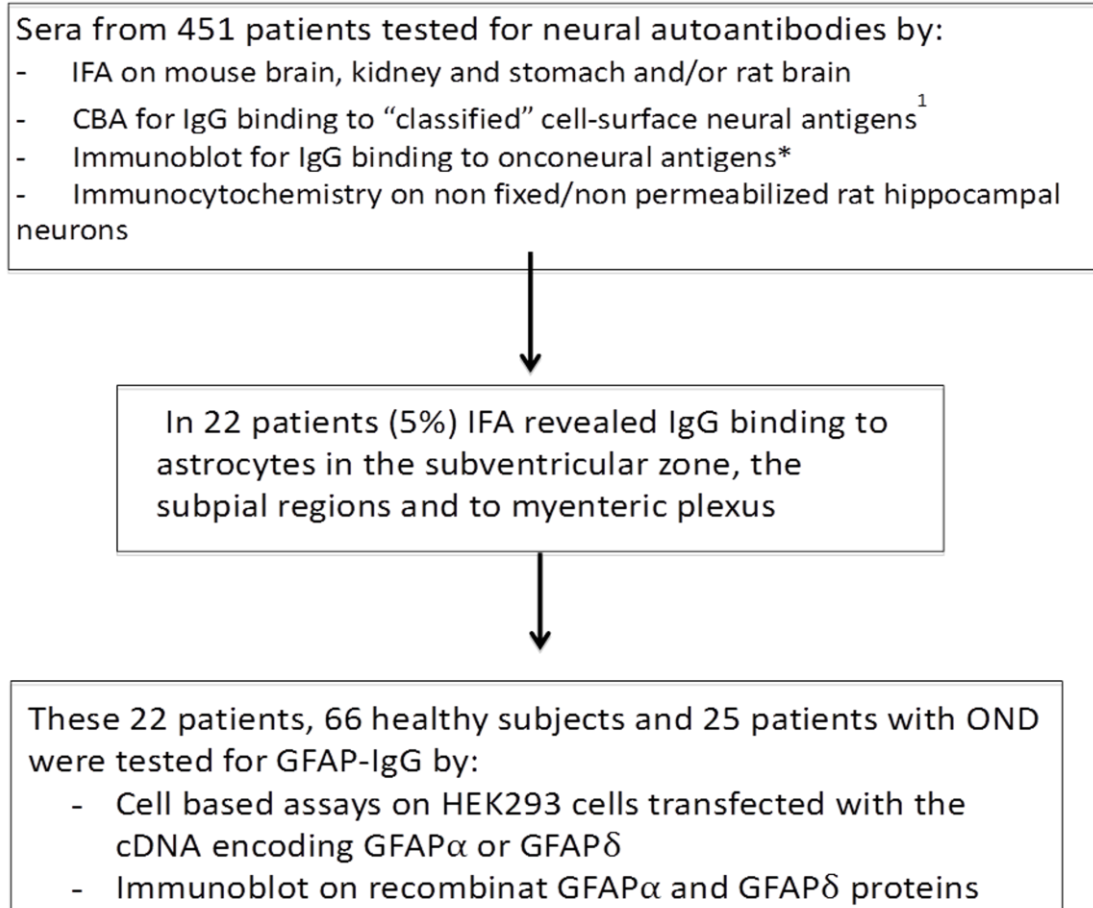 Sera from 451 patients tested for neural autoantibodies by:
- IFA on mouse brain, kidney and stomach and/or rat brain
- CBA for IgG binding to “classified” cell-surface neural antigens1
- Immunoblot for IgG binding to onconeural antigens*
- Immunocytochemistry on non fixed/non permeabilized rat hippocampal
neurons
In 22 patients (5%) IFA revealed IgG binding to
astrocytes in the subventricular zone, the
subpial regions and to myenteric plexus
These 22 patients, 66 healthy subjects and 25 patients with OND
were tested for GFAP-IgG by:
- Cell based assays on HEK293 cells transfected with the
cDNA encoding GFAPα or GFAPδ
- Immunoblot on recombinat GFAPα and GFAPδ proteins